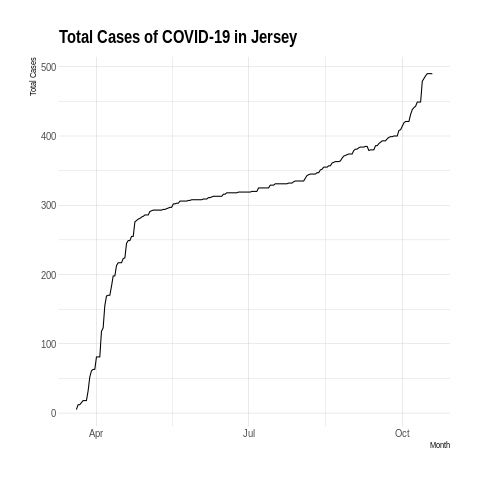 Total Cases of COVID-19 in Jersey
Total Cases
500
400
300
200
100
0
Apr
Jul
Oct
Month